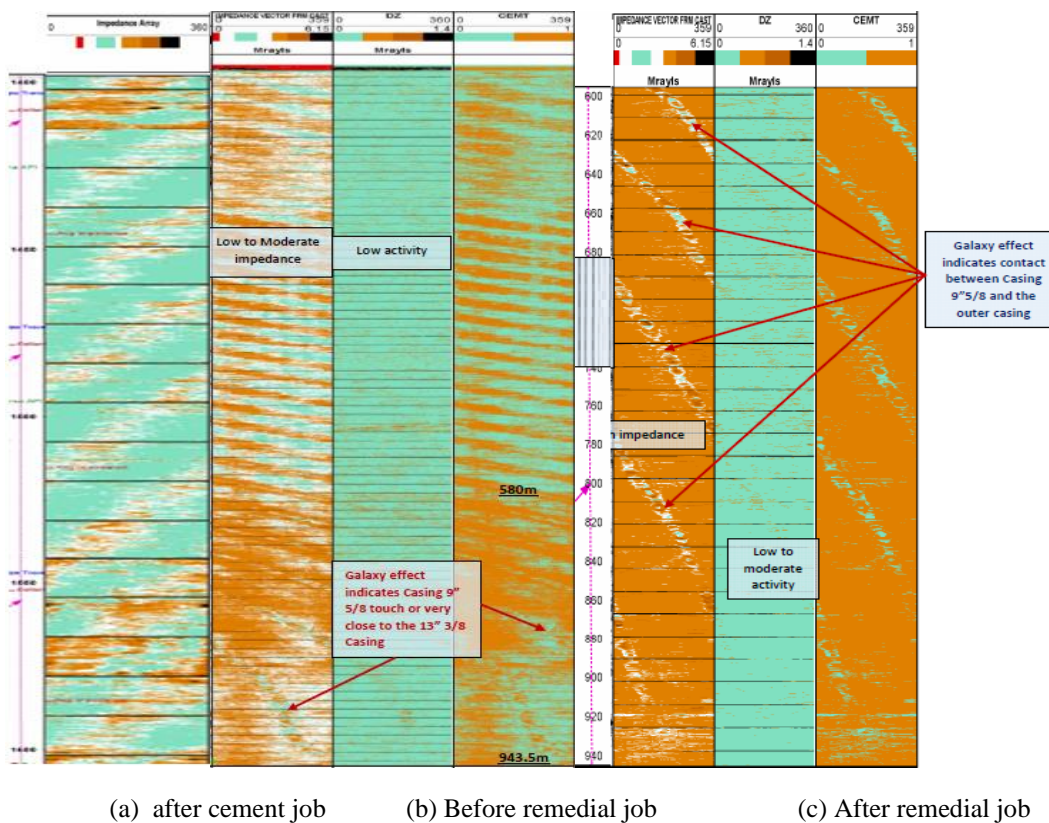 Impedance Array
0 360
IMPEDANCE VECTOR FRM CAST
0 359
0 6.15
Mrayls
DZ
0 360
0 1.4
Mrayls
CEMT
0 359
0 1
IMPEDANCE VECTOR FRM CAST
0 359
0 6.15
Mrayls
DZ
0 360
0 1.4
Mrayls
CEMT
0 359
0 1
Low to Moderate
impedance
Low activity
580m
Galaxy effect
indicates Casing 9"
5/8 touch or very
close to the 13" 3/8
Casing
943.5m
600
620
640
660
680
740
760
780
800
820
840
860
880
900
920
940
impedance
Low to
moderate
activity
Galaxy effect
indicates contact
between Casing
9"5/8 and the
outer casing
(a) after cement job
(b) Before remedial job
(c) After remedial job